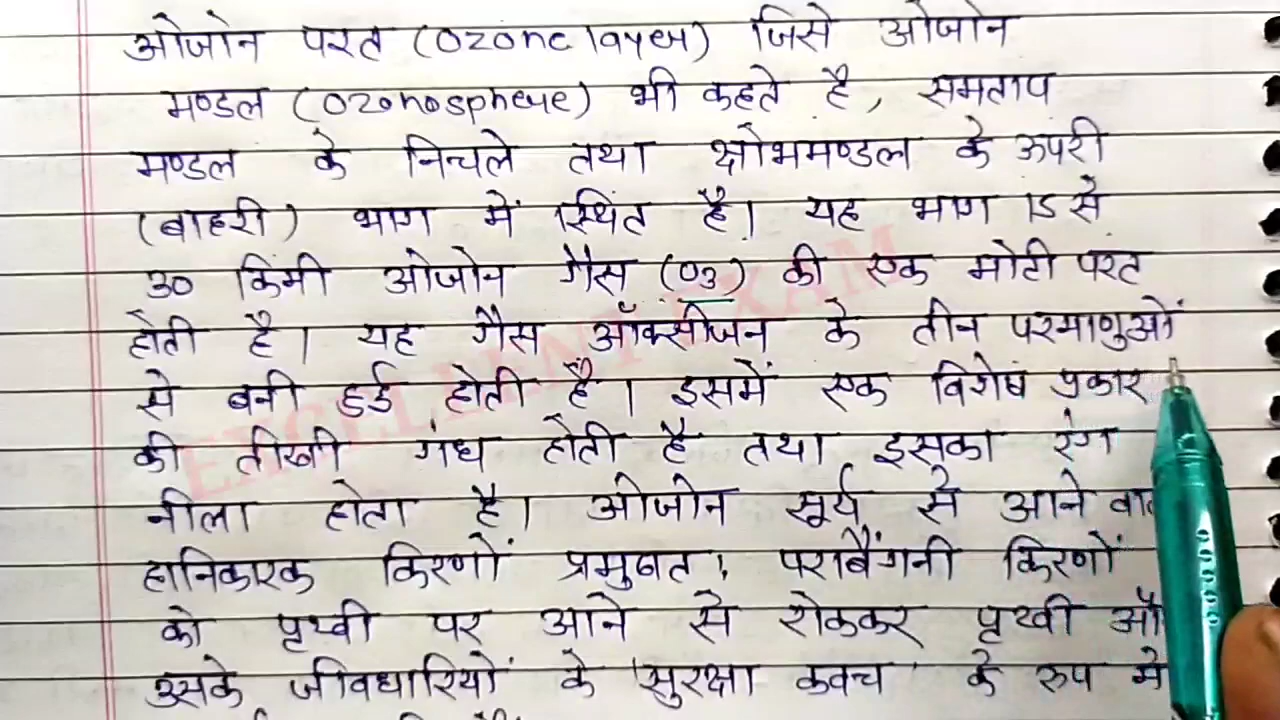 ओजोन परत (Ozone layer) जिसे ओजोन
मण्डल (Ozonosphere) भी कहते है, समताप
मण्डल के निचले तथा क्षोभमण्डल के ऊपरी
(बाहरी) भाग में स्थित है। यह भाग 15 से
30 किमी ओजोन गैस (O3) की एक मोटी परत
होती है। यह गैस ऑक्सीजन के तीन परमाणुओं
से बनी हुई होती है। इसमें एक विशेष प्रकार
की तीखी गंध होती है तथा इसका रंग
नीला होता है। ओजोन सूर्य से आने
हानिकारक किरणों प्रमुखत: पराबैंगनी किरणों
को पृथ्वी पर आने से रोककर पृथ्वी
उसके जीवधारियों के 'सुरक्षा कवच' के रुप मे
EXCELLENT EXAM